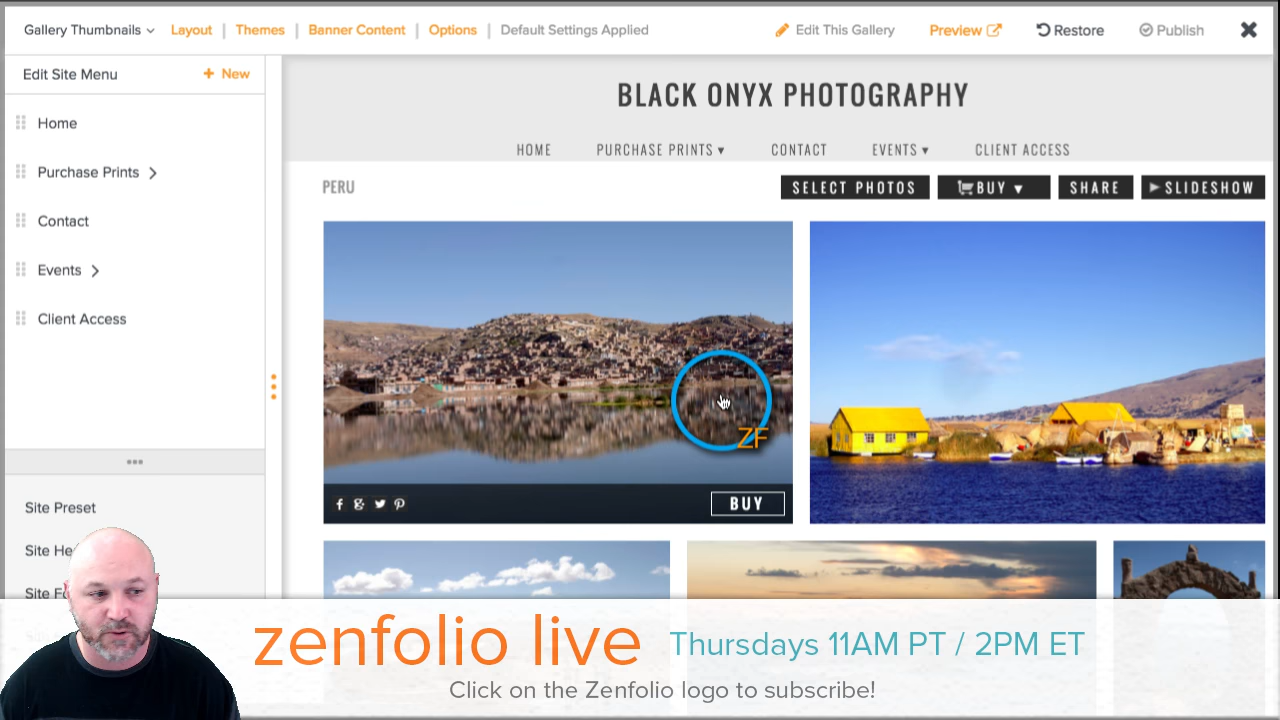 Gallery Thumbnails Layout | Themes | Banner Content | Options | Default Settings Applied Edit This Gallery Preview Restore Publish
Edit Site Menu + New
Home
Purchase Prints
Contact
Events
Client Access
Site Preset
Site He
Site F
BLACK ONYX PHOTOGRAPHY
HOME PURCHASE PRINTS ▾ CONTACT EVENTS ▾ CLIENT ACCESS
PERU SELECT PHOTOS BUY ▾ SHARE SLIDESHOW
ZF
BUY
zenfolio live Thursdays 11AM PT / 2PM ET
Click on the Zenfolio logo to subscribe!